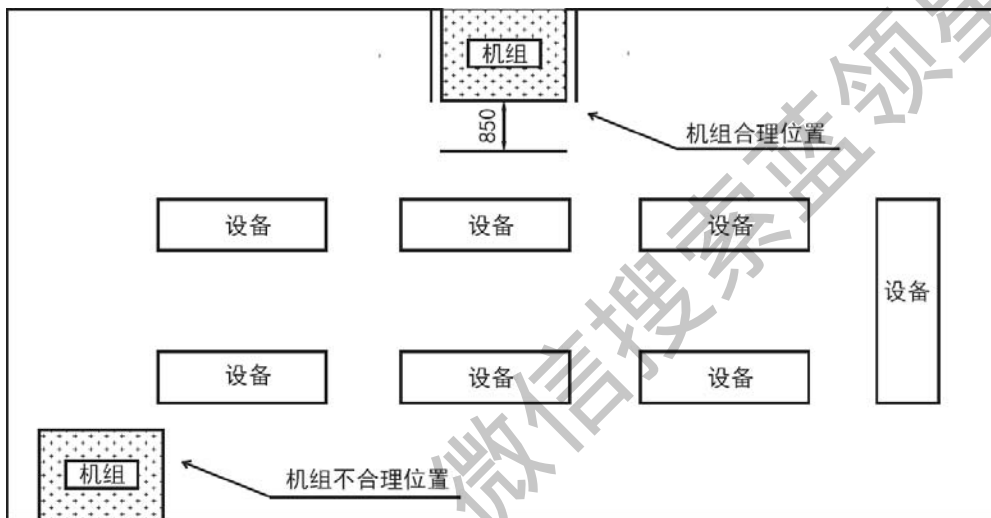 机组
850
机组合理位置
设备 设备 设备
设备
设备 设备 设备
机组
机组不合理位置
微信搜索蓝领星